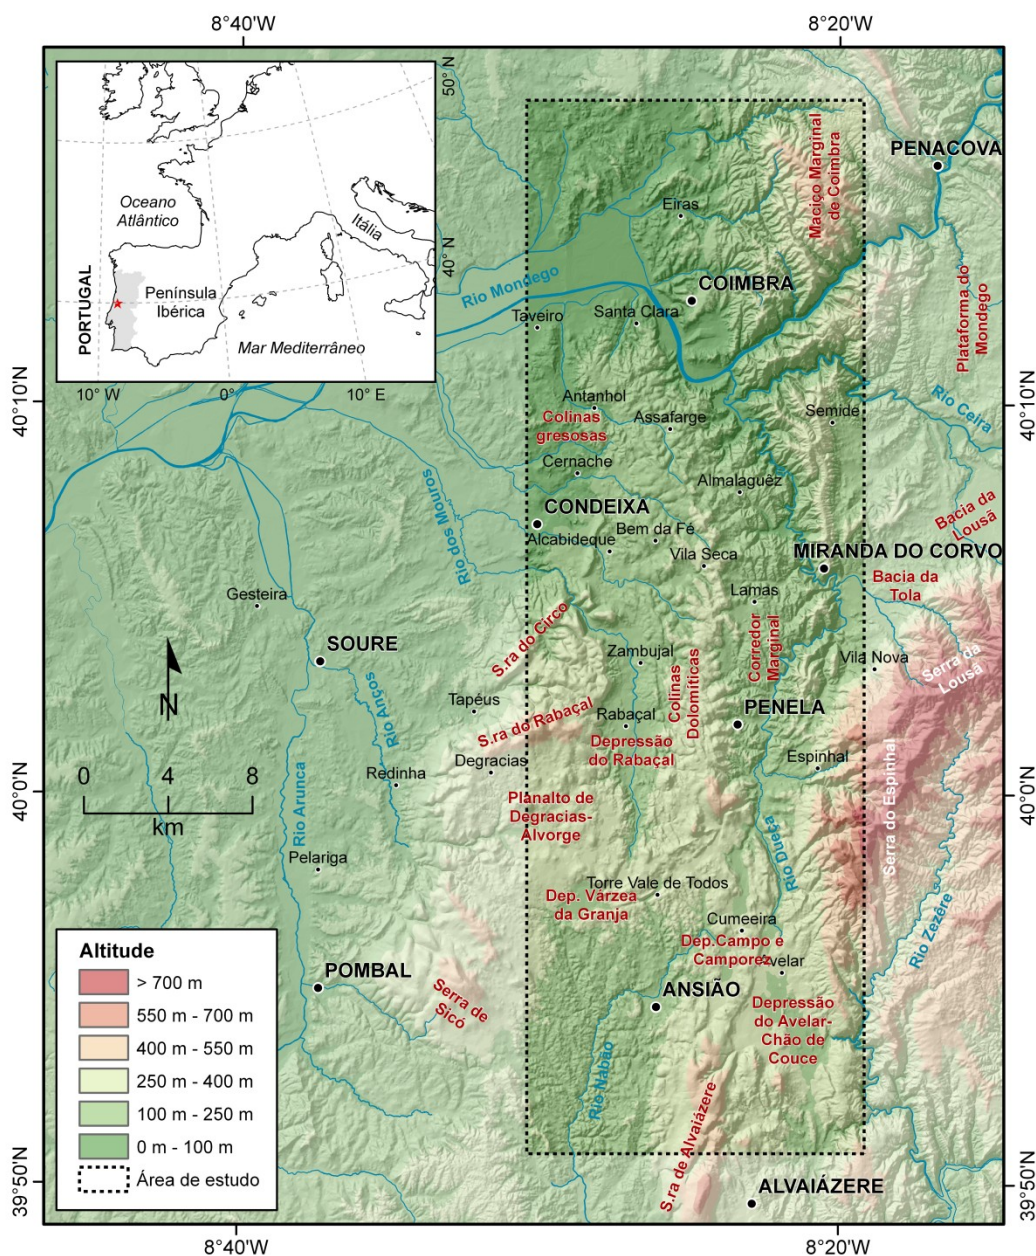 8°40'W
8°20'W
50° N
40° N
Oceano
Atlântico
Itália
PORTUGAL
Península
Ibérica
Mar Mediterrâneo
10°W
0°
10° E
PENACOVA
Maciço Marginal
de Coimbra
Eiras
Rio Mondego
COIMBRA
Taveiro
Santa Clara
Plataforma do
Mondego
40°10'N
40°10'N
Antanhol
Colinas
gresosas
Assafarge
Semide
Rio Ceira
Cernache
Almalaguêz
Rio dos Mouros
CONDEIXA
Alcabideque
Bem da Fé
Vila Seca
Bacia da
Lousã
MIRANDA DO CORVO
Bacia da
Tola
Gesteira
Lamas
S.ra do Circo
Corredor
Marginal
SOURE
Zambujal
Vila Nova
Serra da
Lousã
N
Rio Anços
Tapéus
S.ra do Rabaçal
Rabaçal
Colinas
Dolomíticas
PENELA
Depressão
do Rabaçal
Degracias
Espinhal
0 4 8
km
Redinha
40°0'N
40°0'N
Rio Arunca
Planalto de
Degracias-
Alvorge
Serra do Espinhal
Pelariga
Rio Dueça
Torre Vale de Todos
Dep. Várzea
da Granja
Rio Zezêre
Cumeeira
Dep.Campo e
Camporez
Avelar
POMBAL
Serra de
Sicó
ANSIÃO
Depressão
do Avelar-
Chão de
Couce
Rio Nabão
S.ra de Alvaiázere
Altitude
> 700 m
550 m - 700 m
400 m - 550 m
250 m - 400 m
100 m - 250 m
0 m - 100 m
Área de estudo
39°50'N
39°50'N
ALVAIÁZERE
8°40'W
8°20'W